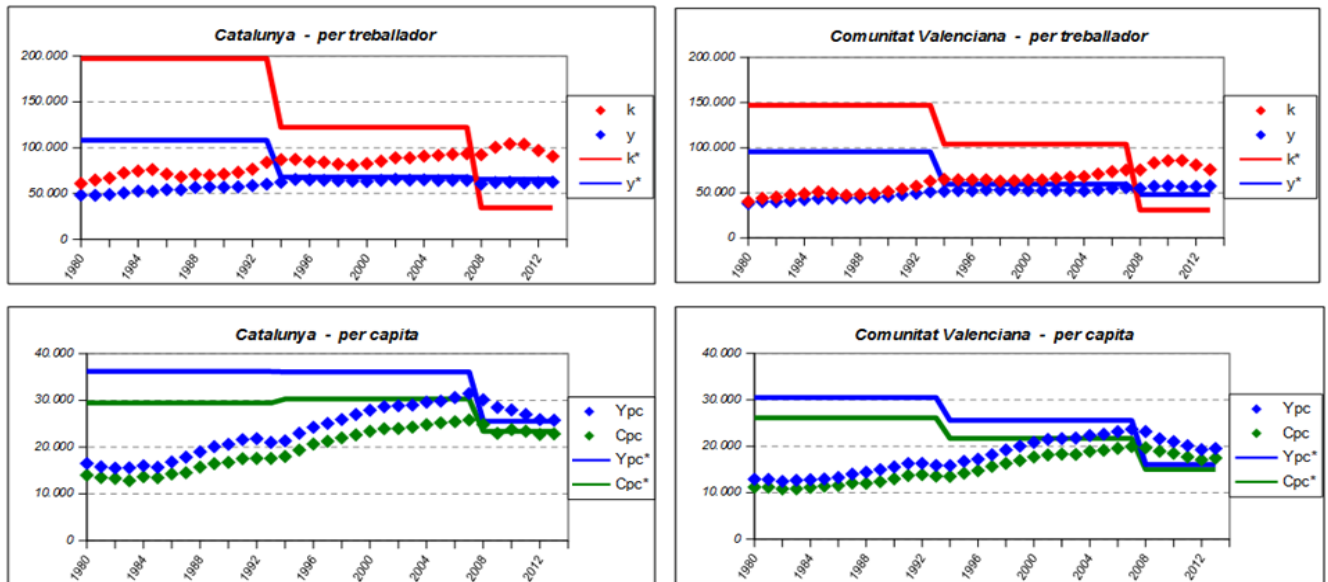 Catalunya - per treballador
200.000
150.000
100.000
50.000
0
1980
1984
1988
1992
1996
2000
2004
2008
2012
k
y
k*
y*
Comunitat Valenciana - per treballador
200.000
150.000
100.000
50.000
0
1980
1984
1988
1992
1996
2000
2004
2008
2012
k
y
k*
y*
Catalunya - per capita
40.000
30.000
20.000
10.000
0
1980
1984
1988
1992
1996
2000
2004
2008
2012
Ypc
Cpc
Ypc*
Cpc*
Comunitat Valenciana - per capita
40.000
30.000
20.000
10.000
0
1980
1984
1988
1992
1996
2000
2004
2008
2012
Ypc
Cpc
Ypc*
Cpc*